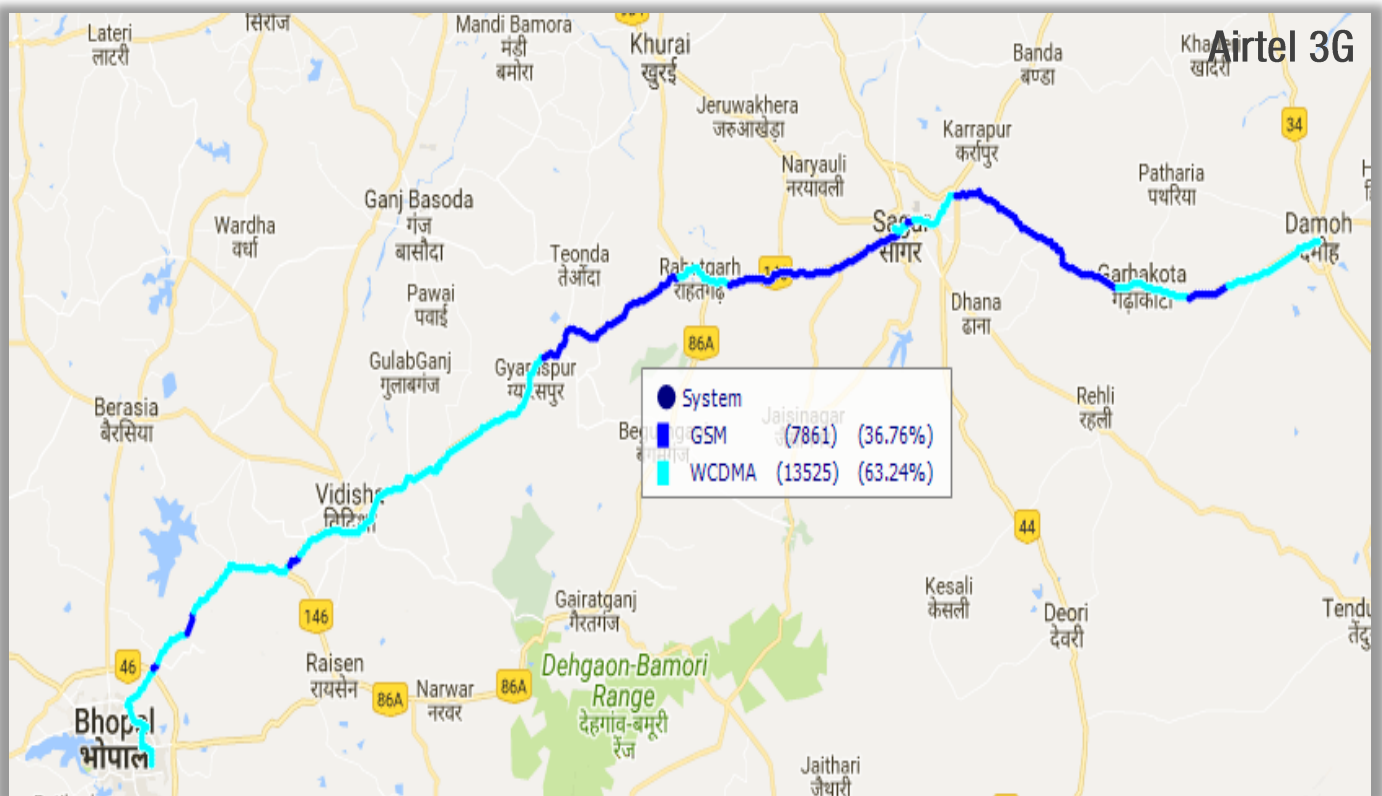 Airtel 3G
सिरोंज
Lateri
लाटरी
Mandi Bamora
मंडी
बमोरा
Khurai
खुरई
Banda
बण्डा
खादेरी
Jeruwakhera
जरुआखेड़ा
34
Karrapur
कर्रापुर
Naryauli
नरयावली
Patharia
पथरिया
Ganj Basoda
गंज
बासौदा
Wardha
वर्धा
Sagar
सागर
Damoh
दमोह
Teonda
तेओंदा
Rahatgarh
राहतगढ़
Garhakota
गढ़ाकोटा
Pawai
पवाई
Dhana
ढाना
86A
GulabGanj
गुलाबगंज
Gyaraspur
ग्यारसपुर
System
GSM (7861) (36.76%)
WCDMA (13525) (63.24%)
Jaisinagar
Berasia
बैरसिया
Rehli
रहली
Vidisha
विदिशा
44
Kesali
केसली
Gairatganj
गैरतगंज
Deori
देवरी
Tendu
तेंदु
146
46
Raisen
रायसेन
86A
Narwar
नरवर
86A
Dehgaon-Bamori
Range
देहगांव-बमूरी
रेंज
Bhopal
भोपाल
Jaithari
जैथारी